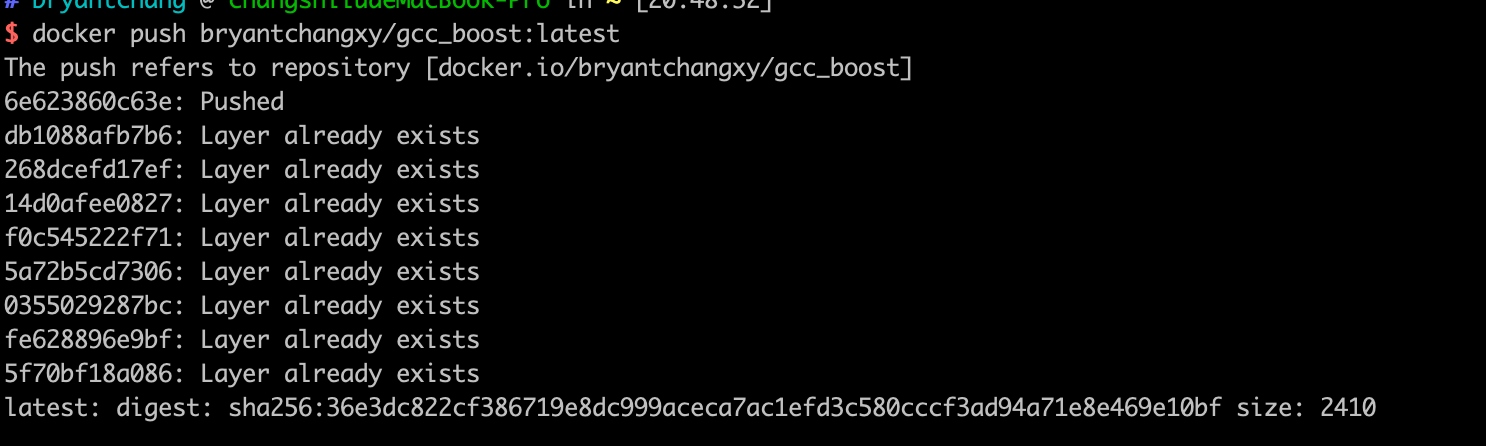 # bryantchang @ changshiludeMacBook-Pro in ~ [20:48:32]
$ docker push bryantchangxy/gcc_boost:latest
The push refers to repository [docker.io/bryantchangxy/gcc_boost]
6e623860c63e: Pushed
db1088afb7b6: Layer already exists
268dcefd17ef: Layer already exists
14d0afee0827: Layer already exists
f0c545222f71: Layer already exists
5a72b5cd7306: Layer already exists
0355029287bc: Layer already exists
fe628896e9bf: Layer already exists
5f70bf18a086: Layer already exists
latest: digest: sha256:36e3dc822cf386719e8dc999aceca7ac1efd3c580cccf3ad94a71e8e469e10bf size: 2410